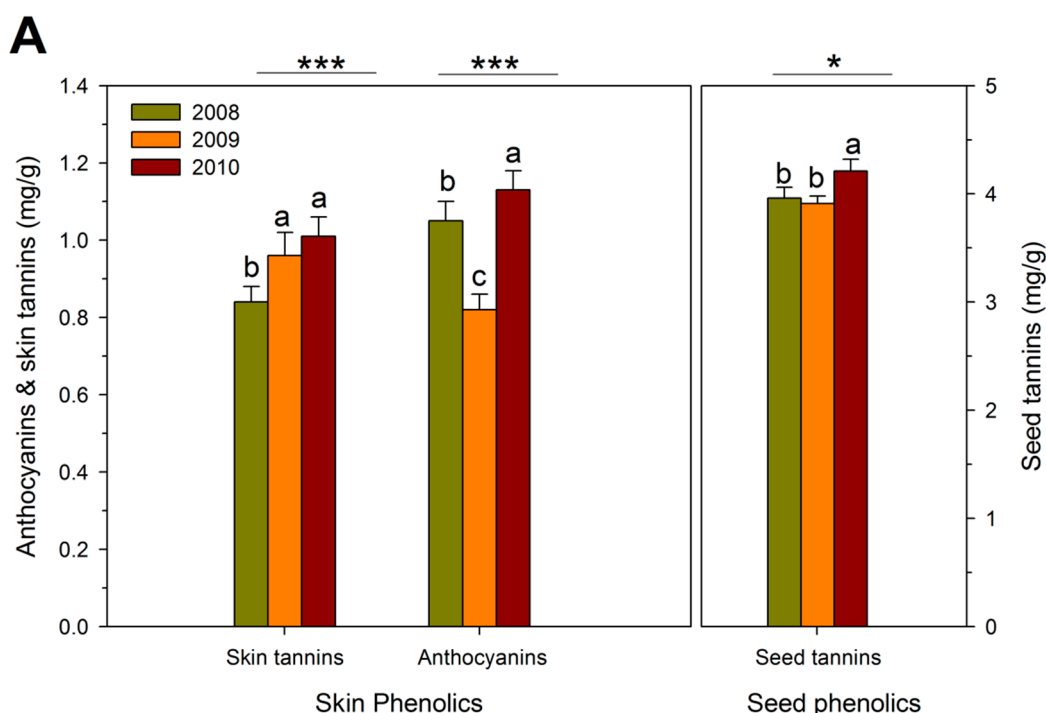 A
*** *** *
2008
2009
2010
1.4
1.2
1.0
0.8
0.6
0.4
0.2
0.0
Anthocyanins & skin tannins (mg/g)
b a a
b c a
b b a
5
4
3
2
1
0
Seed tannins (mg/g)
Skin tannins Anthocyanins Seed tannins
Skin Phenolics Seed phenolics